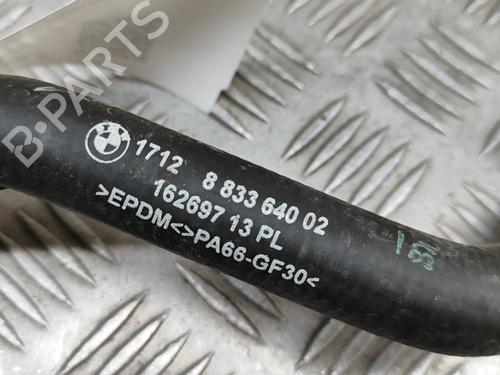 B-PARTS
1712 8 833 640 02
162697 13 PL
>EPDM<>PA66-GF30<